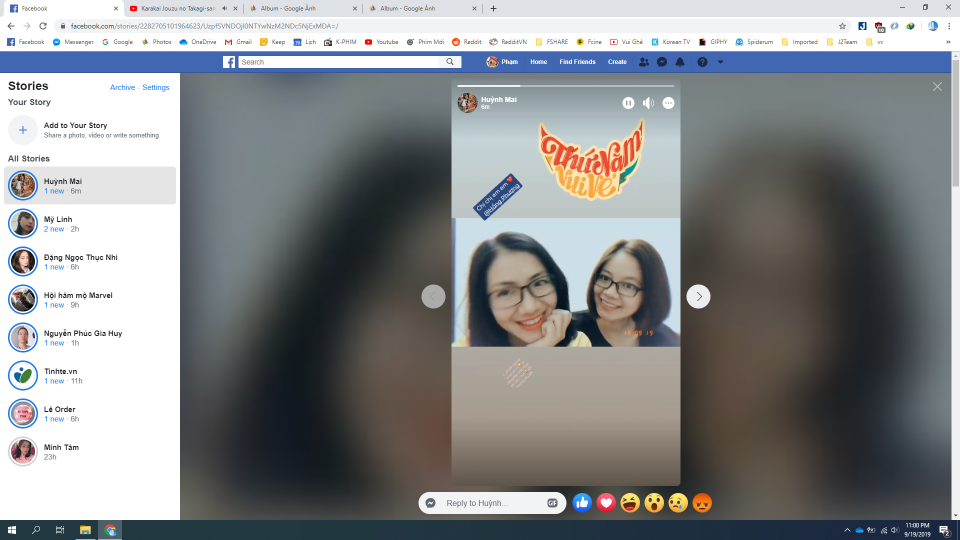 Facebook
Karakai Jouzu no Takagi-san
Album - Google Ảnh
Album - Google Ảnh
facebook.com/stories/2282705101964623/UzpfSVNDOjI0NTYwNzM2NDc5NjExMDA=/
Facebook
Messenger
Google
Photos
OneDrive
Gmail
Keep
Lịch
K-PHIM
Youtube
Phim Mới
Reddit
RedditVN
FSHARE
Fcine
Vui Ghé
Korean TV
GIPHY
Spiderum
Imported
J2Team
vv
Search
Phạm
Home
Find Friends
Create
Stories
Archive · Settings
Your Story
Add to Your Story
Share a photo, video or write something
All Stories
Huỳnh Mai
1 new · 6m
Mỹ Linh
2 new · 2h
Đặng Ngọc Thục Nhi
1 new · 6h
Hội hâm mộ Marvel
1 new · 9h
Nguyễn Phúc Gia Huy
1 new · 1h
Tinhte.vn
1 new · 11h
Lê Order
1 new · 6h
Minh Tâm
23h
Huỳnh Mai
6m
Thứ Năm
Vui Vẻ
Chị chị em em
@Hồng Phượng
19 09 19
Reply to Huỳnh...
GIF
11:00 PM
9/19/2019
2